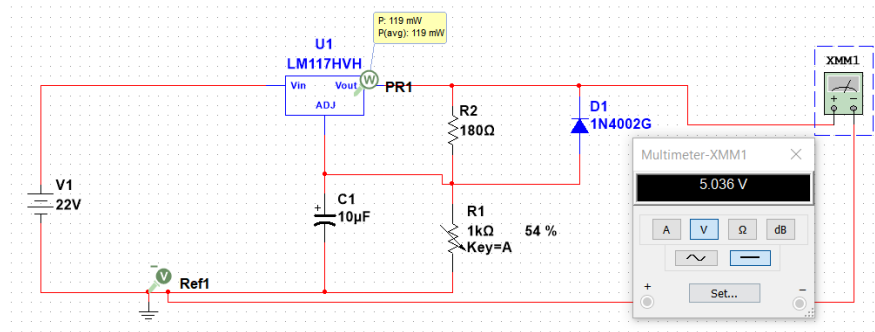 P: 119 mW
P(avg): 119 mW
U1
LM117HVH
Vin
Vout
W
PR1
ADJ
XMM1
+
−
R2
180Ω
D1
1N4002G
Multimeter-XMM1
5.036 V
A
V
Ω
dB
Set...
+
−
V1
22V
+
C1
10µF
R1
1kΩ
54 %
Key=A
−
V
Ref1